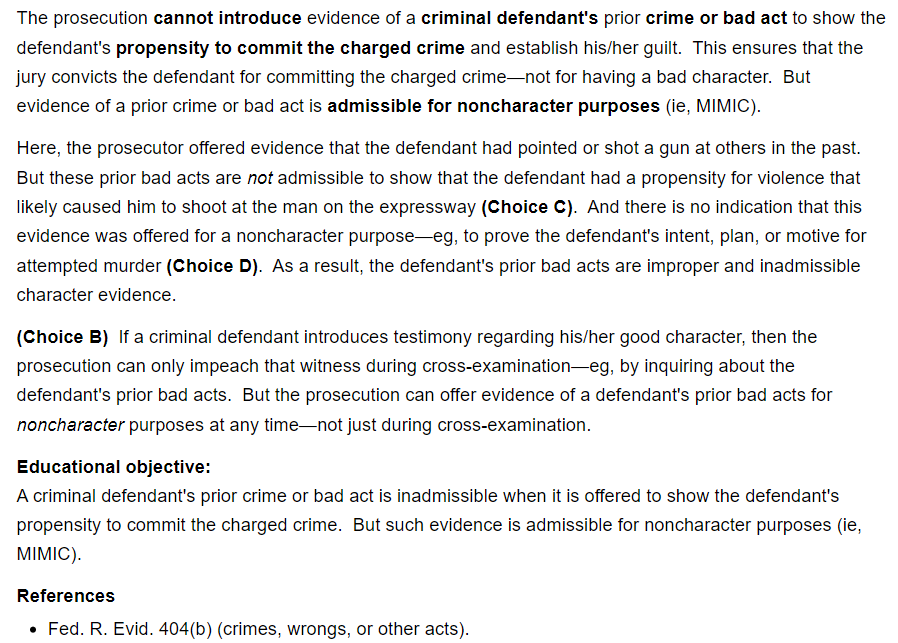 The prosecution cannot introduce evidence of a criminal defendant's prior crime or bad act to show the
defendant's propensity to commit the charged crime and establish his/her guilt.  This ensures that the
jury convicts the defendant for committing the charged crime—not for having a bad character.  But
evidence of a prior crime or bad act is admissible for noncharacter purposes (ie, MIMIC).
Here, the prosecutor offered evidence that the defendant had pointed or shot a gun at others in the past.
But these prior bad acts are not admissible to show that the defendant had a propensity for violence that
likely caused him to shoot at the man on the expressway (Choice C).  And there is no indication that this
evidence was offered for a noncharacter purpose—eg, to prove the defendant's intent, plan, or motive for
attempted murder (Choice D).  As a result, the defendant's prior bad acts are improper and inadmissible
character evidence.
(Choice B)  If a criminal defendant introduces testimony regarding his/her good character, then the
prosecution can only impeach that witness during cross-examination—eg, by inquiring about the
defendant's prior bad acts.  But the prosecution can offer evidence of a defendant's prior bad acts for
noncharacter purposes at any time—not just during cross-examination.
Educational objective:
A criminal defendant's prior crime or bad act is inadmissible when it is offered to show the defendant's
propensity to commit the charged crime.  But such evidence is admissible for noncharacter purposes (ie,
MIMIC).
References
• Fed. R. Evid. 404(b) (crimes, wrongs, or other acts).